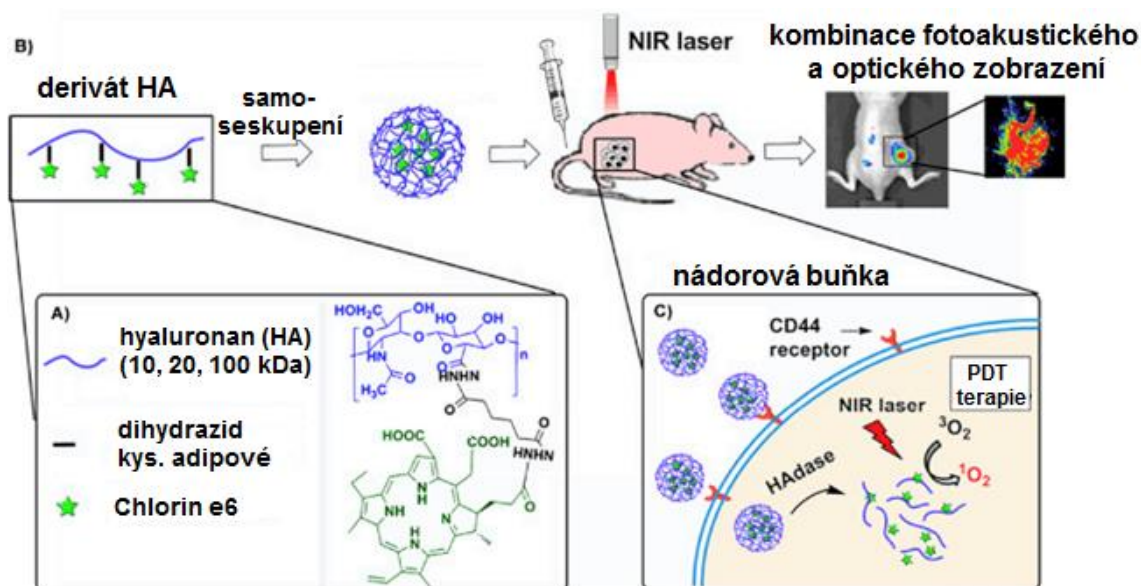 B)
derivát HA
samo-
seskupení
NIR laser
kombinace fotoakustického
a optického zobrazení
A)
hyaluronan (HA)
(10, 20, 100 kDa)
dihydrazid
kys. adipové
Chlorin e6
HOH₂C
OH
HO
O
O
HO
OH
O
O
NH
O
n
O
H₃C
NHNH
O
O
NHNH
O
HOOC
COOH
N
H
NH
N
H
N
nádorová buňka
C)
CD44
receptor
PDT
terapie
NIR laser
³O₂
¹O₂
HAdase